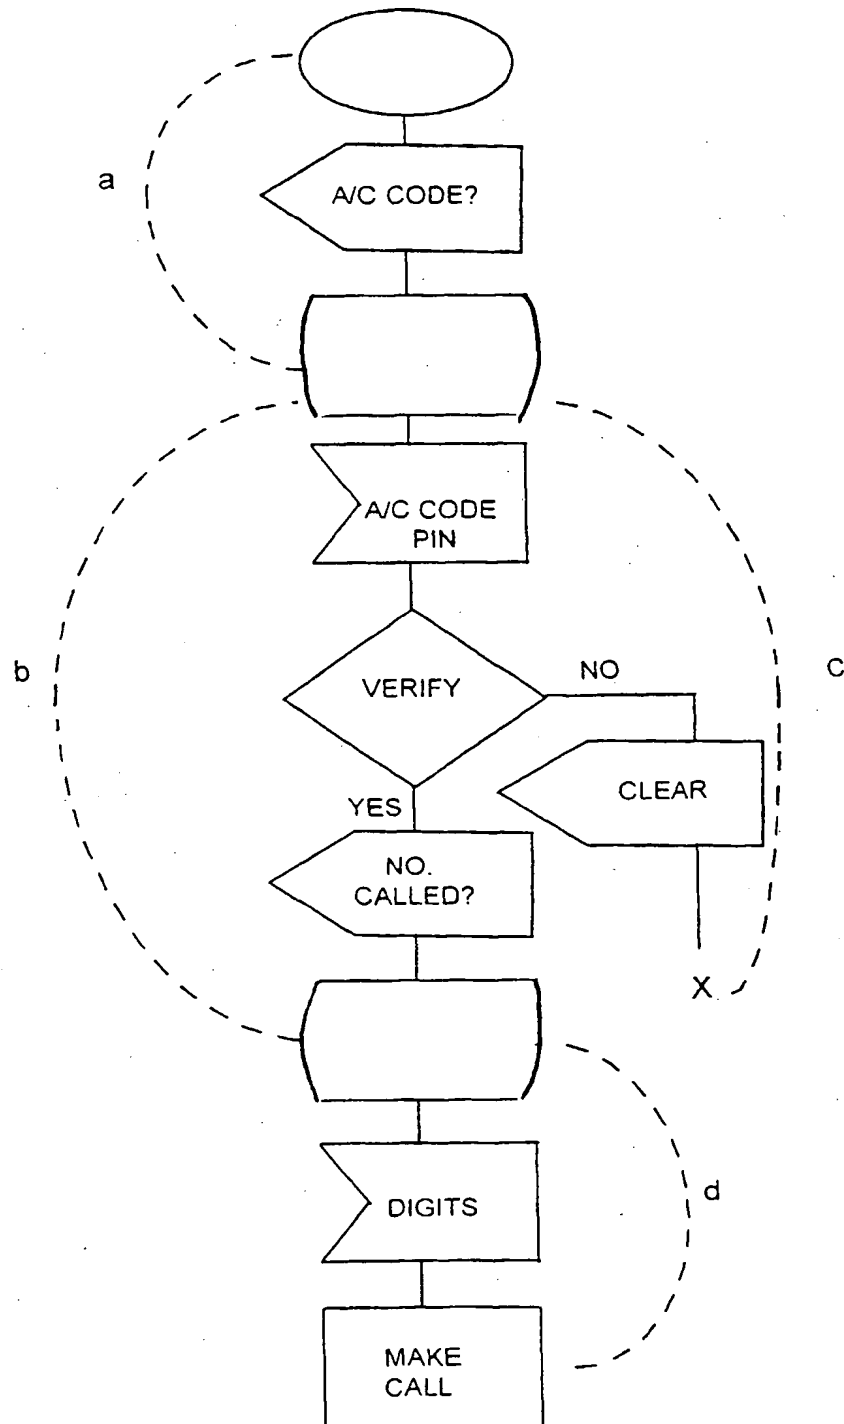 a
A/C CODE?
A/C CODE
PIN
b
VERIFY
NO
C
CLEAR
YES
NO.
CALLED?
X
d
DIGITS
MAKE
CALL